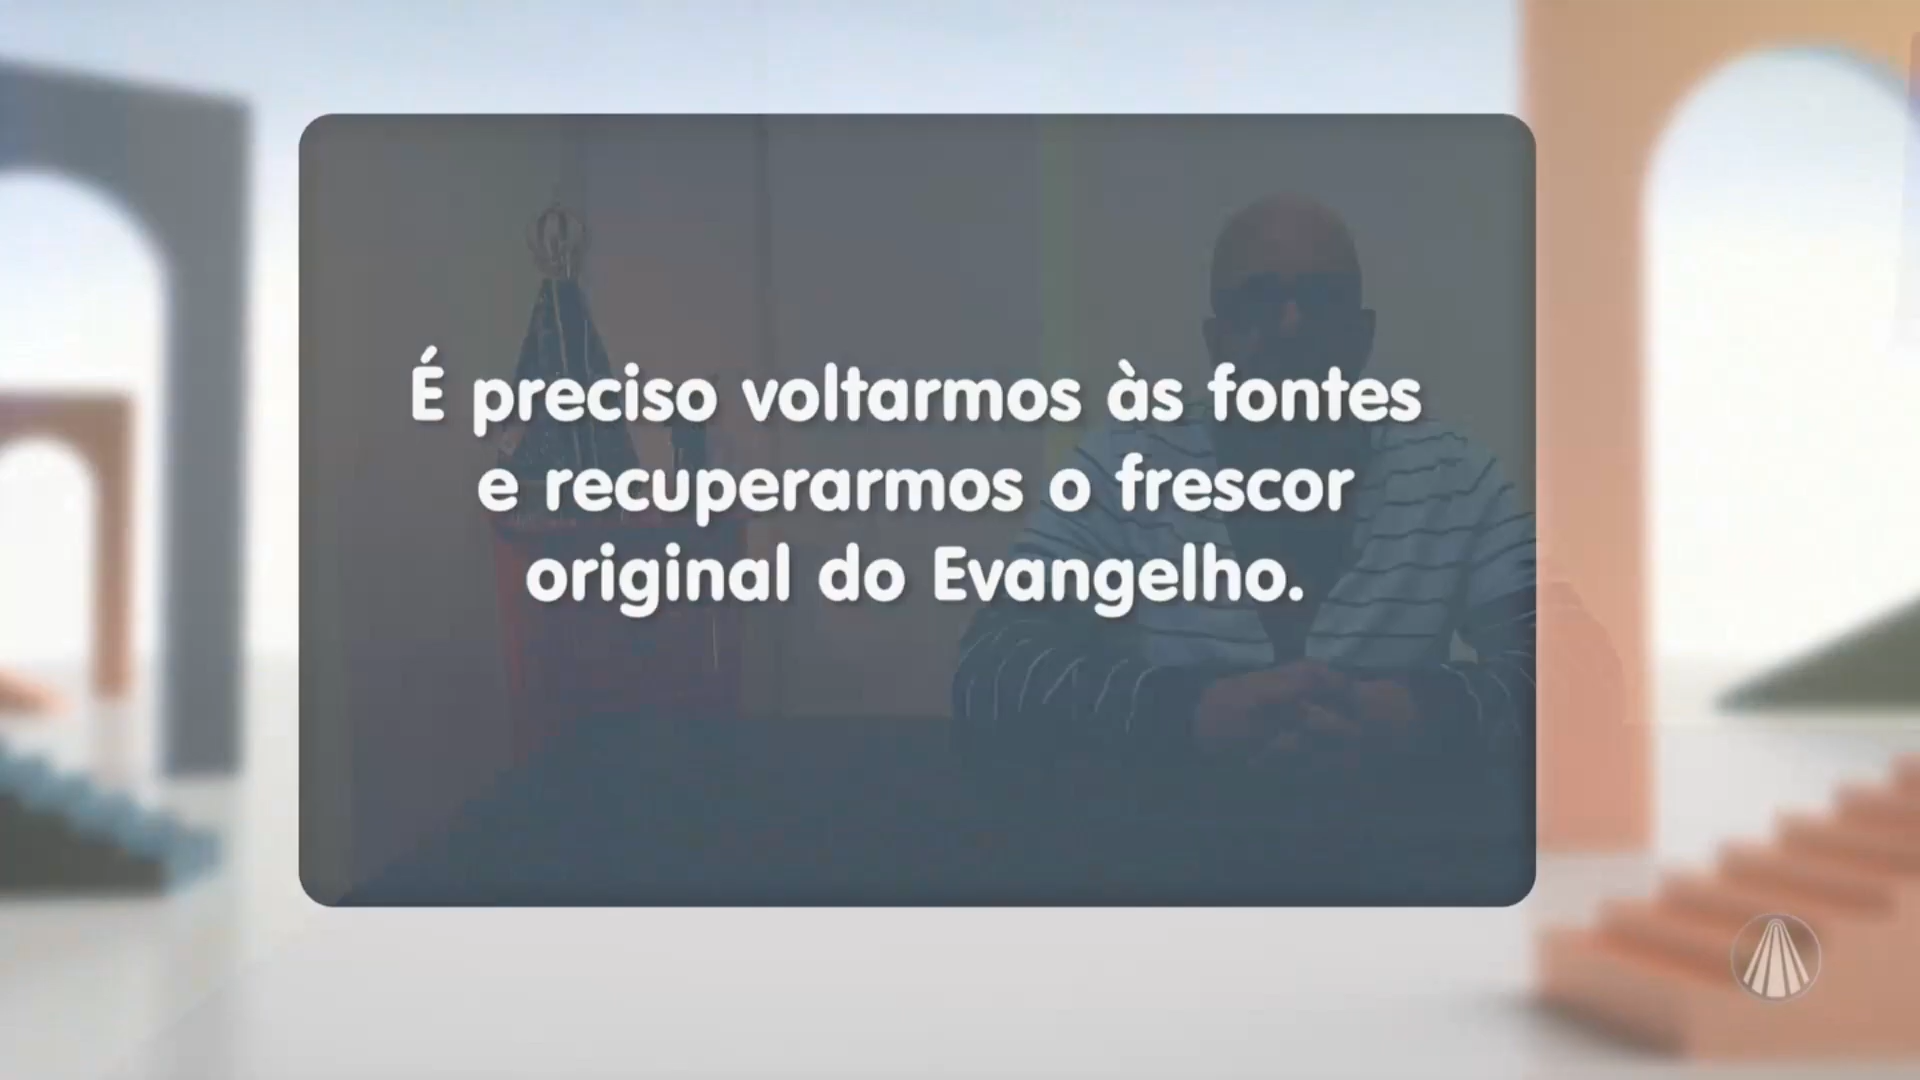 É preciso voltarmos às fontes
e recuperarmos o frescor
original do Evangelho.